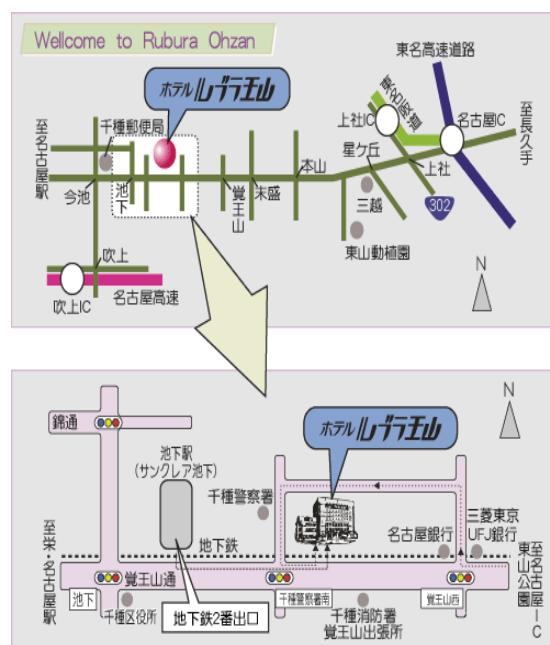 Wellcome to Rubura Ohzan
東名高速道路
ホテルルブラ王山
東名阪道
上社IC
名古屋IC
至長久手
至名古屋駅
千種郵便局
星ケ丘
上社
本山
今池
池下
覚王山
末盛
三越
302
東山動植園
吹上
吹上IC
名古屋高速
N
N
錦通
ホテルルブラ王山
池下駅
(サンクレア池下)
千種警察署
三菱東京
UFJ銀行
名古屋銀行
地下鉄
至栄・名古屋駅
覚王山通
東山公園
至名古屋IC
池下
千種区役所
地下鉄2番出口
千種警察署南
千種消防署
覚王山出張所
覚王山西